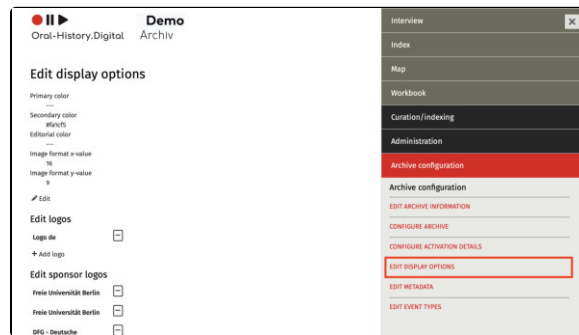 Oral-History.Digital
Demo
Archiv
Edit display options
Primary color
---
Secondary color
#fa1cf5
Editorial color
---
Image format x-value
16
Image format y-value
9
Edit
Edit logos
Logo de
+ Add logo
Edit sponsor logos
Freie Universität Berlin
Freie Universität Berlin
DFG - Deutsche
Interview
Index
Map
Workbook
Curation/indexing
Administration
Archive configuration
Archive configuration
EDIT ARCHIVE INFORMATION
CONFIGURE ARCHIVE
CONFIGURE ACTIVATION DETAILS
EDIT DISPLAY OPTIONS
EDIT METADATA
EDIT EVENT TYPES